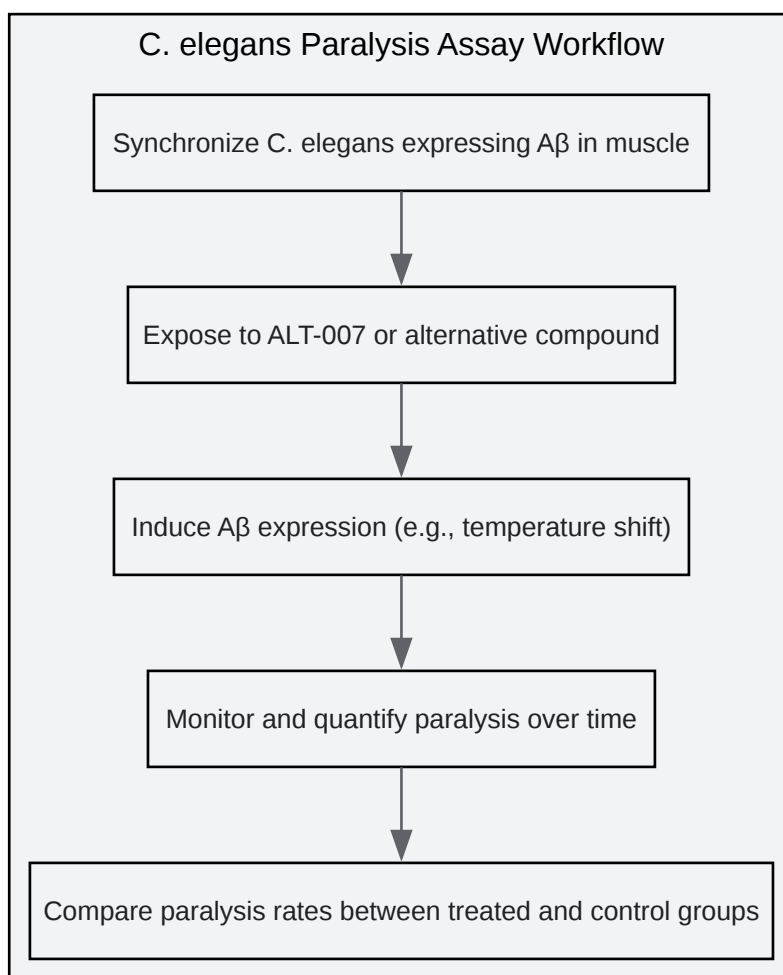 C. elegans Paralysis Assay Workflow
Synchronize C. elegans expressing Aβ in muscle
Expose to ALT-007 or alternative compound
Induce Aβ expression (e.g., temperature shift)
Monitor and quantify paralysis over time
Compare paralysis rates between treated and control groups